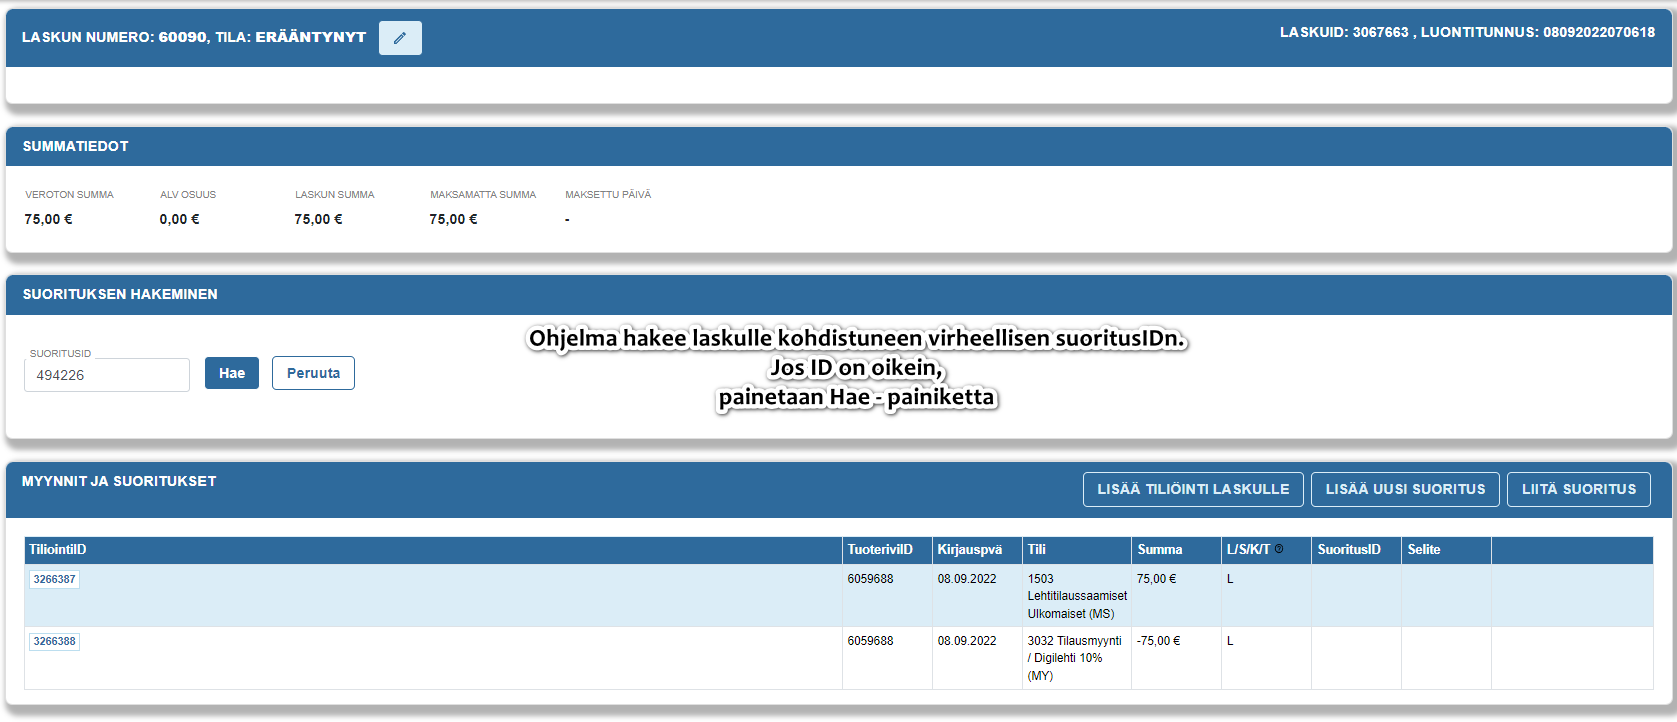 LASKUN NUMERO: 60090, TILA: ERÄÄNTYNYT
LASKUID: 3067663 , LUONTITUNNUS: 08092022070618
SUMMATIEDOT
VEROTON SUMMA ALV OSUUS LASKUN SUMMA MAKSAMATTA SUMMA MAKSETTU PÄIVÄ
75,00 € 0,00 € 75,00 € 75,00 € -
SUORITUKSEN HAKEMINEN
Ohjelma hakee laskulle kohdistuneen virheellisen suoritusIDn.
Jos ID on oikein,
painetaan Hae - painiketta
SUORITUSID
494226 Hae Peruuta
MYYNNIT JA SUORITUKSET
LISÄÄ TILIÖINTI LASKULLE LISÄÄ UUSI SUORITUS LIITÄ SUORITUS
TiliointiID TuoteriviID Kirjauspvä Tili Summa L/S/K/T SuoritusID Selite
3266387 6059688 08.09.2022 1503 75,00 € L
Lehtitilaussaamiset
Ulkomaiset (MS)
3266388 6059688 08.09.2022 3032 Tilausmyynti -75,00 € L
/ Digilehti 10%
(MY)